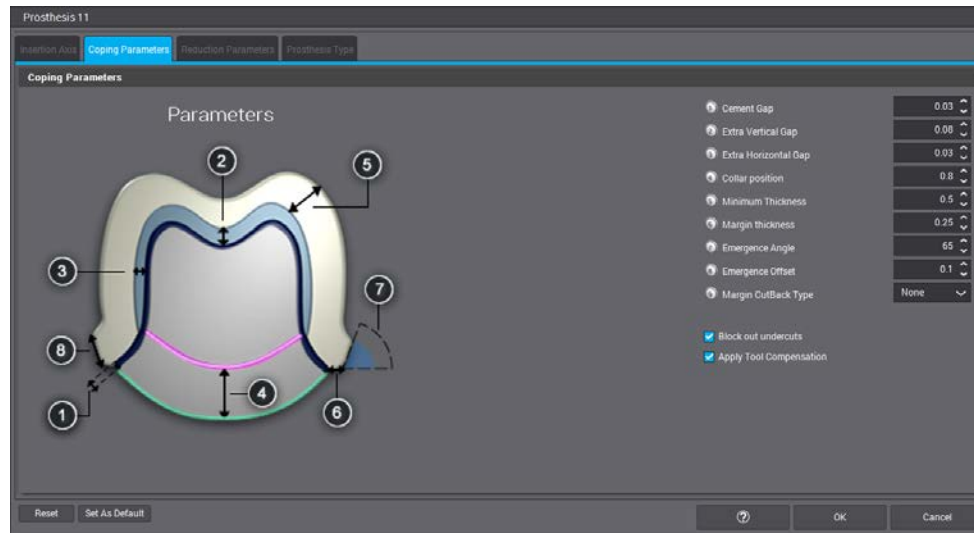 Prosthesis 11
Insertion Axis Coping Parameters Reduction Parameters Prosthesis Type
Coping Parameters
Parameters
2
5
3
7
8
4
1
6
Cement Gap 0.03
Extra Vertical Gap 0.08
Extra Horizontal Gap 0.03
Collar position 0.8
Minimum Thickness 0.5
Margin thickness 0.25
Emergence Angle 65
Emergence Offset 0.1
Margin CutBack Type None
Block out undercuts
Apply Tool Compensation
Reset Set As Default ? OK Cancel